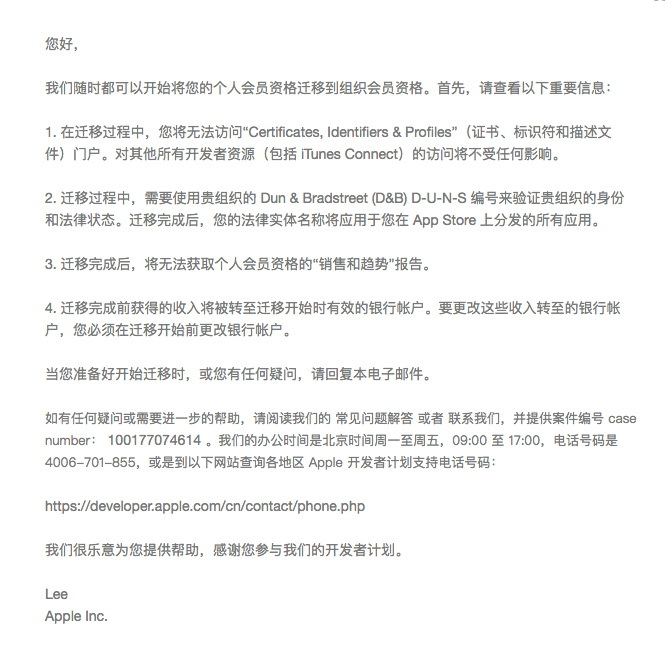 您好，
我们随时都可以开始将您的个人会员资格迁移到组织会员资格。首先，请查看以下重要信息：
1. 在迁移过程中，您将无法访问“Certificates, Identifiers & Profiles”（证书、标识符和描述文
件）门户。对其他所有开发者资源（包括 iTunes Connect）的访问将不受任何影响。
2. 迁移过程中，需要使用贵组织的 Dun & Bradstreet (D&B) D-U-N-S 编号来验证贵组织的身份
和法律状态。迁移完成后，您的法律实体名称将应用于您在 App Store 上分发的所有应用。
3. 迁移完成后，将无法获取个人会员资格的“销售和趋势”报告。
4. 迁移完成前获得的收入将被转至迁移开始时有效的银行帐户。要更改这些收入转至的银行帐
户，您必须在迁移开始前更改银行帐户。
当您准备好开始迁移时，或您有任何疑问，请回复本电子邮件。
如有任何疑问或需要进一步的帮助，请阅读我们的 常见问题解答 或者 联系我们，并提供案件编号 case
number： 100177074614 。我们的办公时间是北京时间周一至周五，09:00 至 17:00，电话号码是
4006-701-855，或是到以下网站查询各地区 Apple 开发者计划支持电话号码：
https://developer.apple.com/cn/contact/phone.php
我们很乐意为您提供帮助，感谢您参与我们的开发者计划。
Lee
Apple Inc.